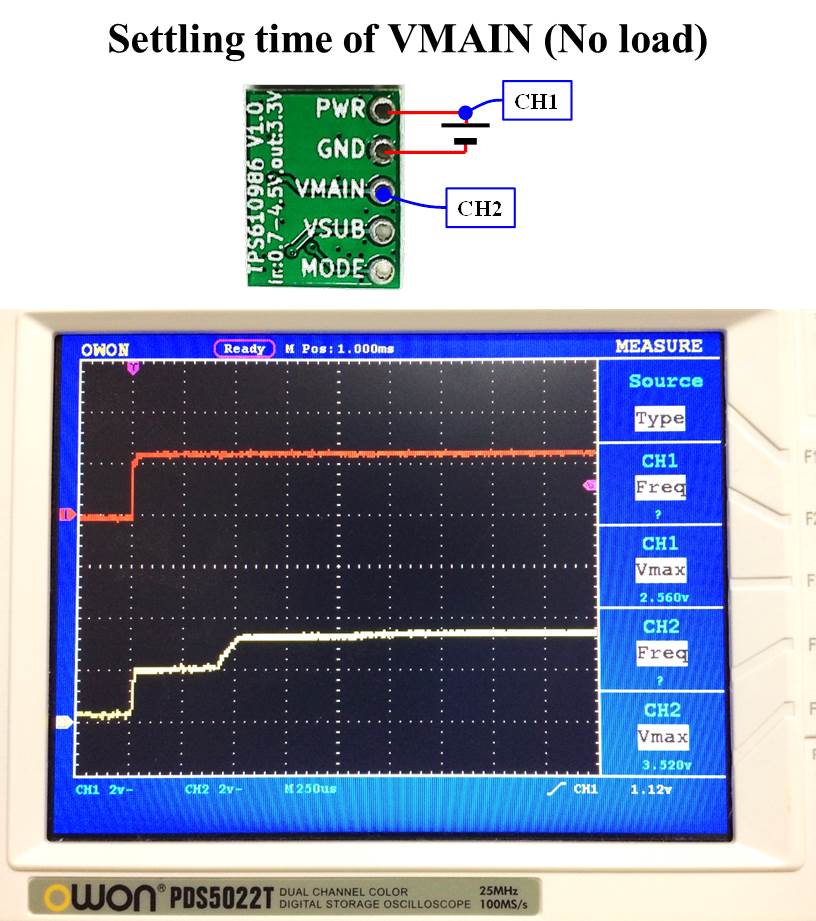 Settling time of VMAIN (No load)
PWR
CH1
GND
VMAIN
CH2
VSUB
MODE
TPS610986 V1.0
in:0.7-4.5V,out:3.3V
OWON
Ready
M Pos:1.000ms
MEASURE
T
Source
Type
CH1
Freq
?
CH1
Vmax
2.560v
CH2
Freq
?
CH2
Vmax
3.520v
1
CH1 2v-
CH2 2v-
M250us
CH1
1.12v
F1
F2
OWON® PDS5022T
DUAL CHANNEL COLOR
DIGITAL STORAGE OSCILLOSCOPE
25MHz
100MS/s